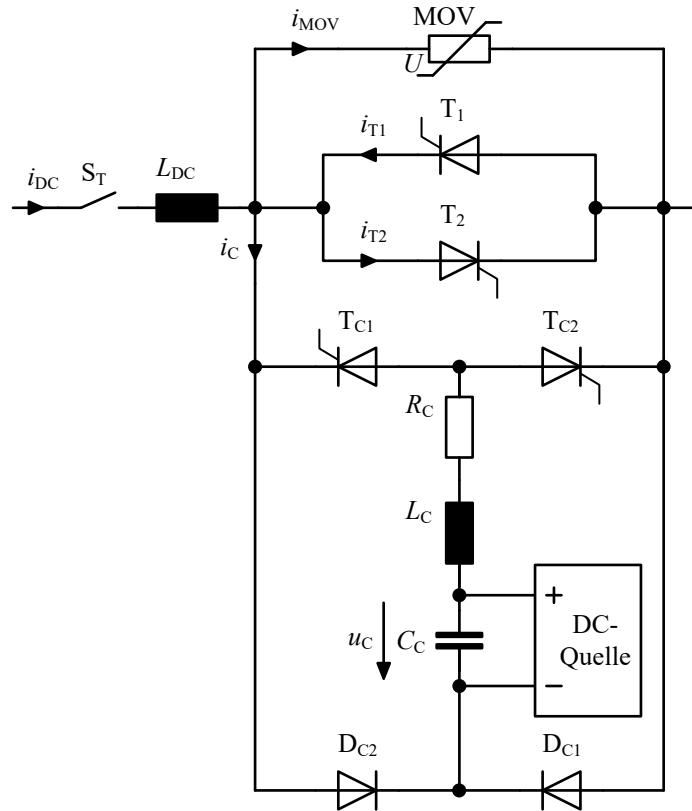 i_MOV
MOV
U
T_1
i_T1
i_DC
S_T
L_DC
T_2
i_T2
i_C
T_C1
T_C2
R_C
L_C
+
DC-
Quelle
u_C
C_C
−
D_C2
D_C1